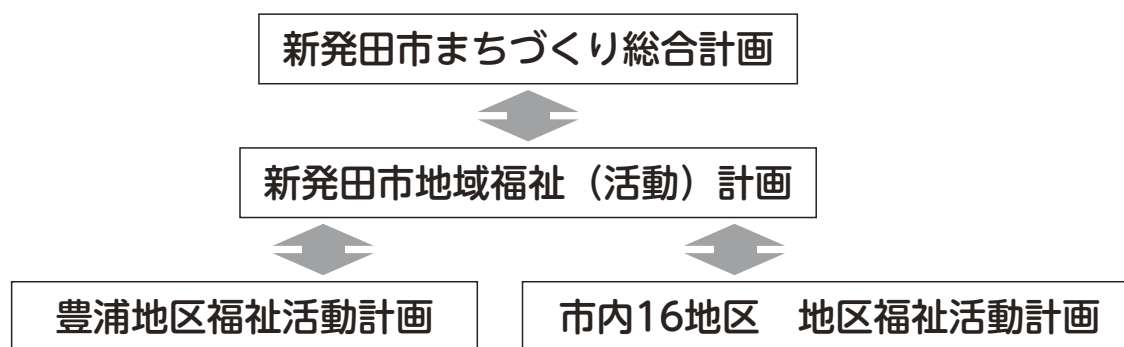 新発田市まちづくり総合計画
新発田市地域福祉（活動）計画
豊浦地区福祉活動計画
市内16地区　地区福祉活動計画